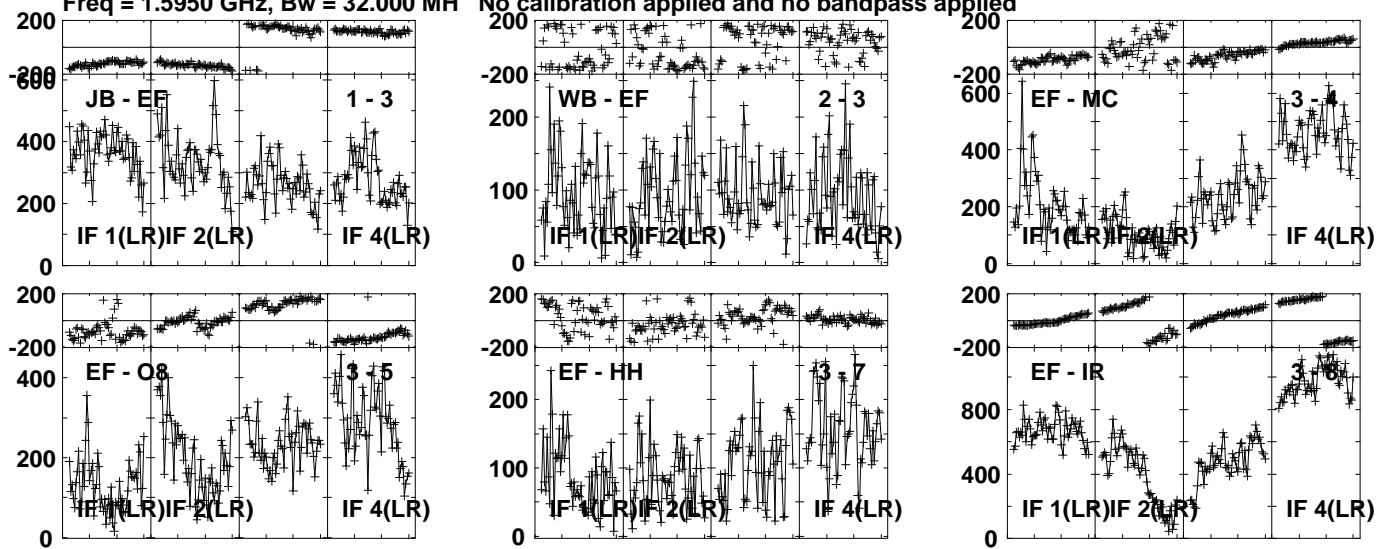 Freq = 1.5950 GHz, Bw = 32.000 MH No calibration applied and no bandpass applied
200
-200
600
400
200
0
JB - EF 1 - 3
IF 1(LR) IF 2(LR) IF 4(LR)
200
-200
200
100
0
WB - EF 2 - 3
IF 1(LR) IF 2(LR) IF 4(LR)
200
-200
600
400
200
0
EF - MC 3 - 4
IF 1(LR) IF 2(LR) IF 4(LR)
200
-200
400
200
0
EF - O8 3 - 5
IF 1(LR) IF 2(LR) IF 4(LR)
200
-200
200
100
0
EF - HH 3 - 7
IF 1(LR) IF 2(LR) IF 4(LR)
200
-200
800
400
0
EF - IR 3 - 8
IF 1(LR) IF 2(LR) IF 4(LR)